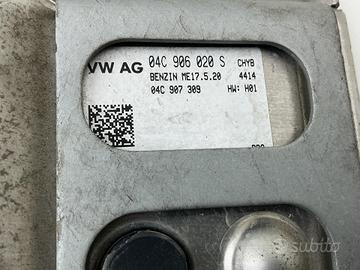 VW AG 04C 906 020 S CHYB
BENZIN ME17.5.20 4414
04C 907 309 HW: H01
subito